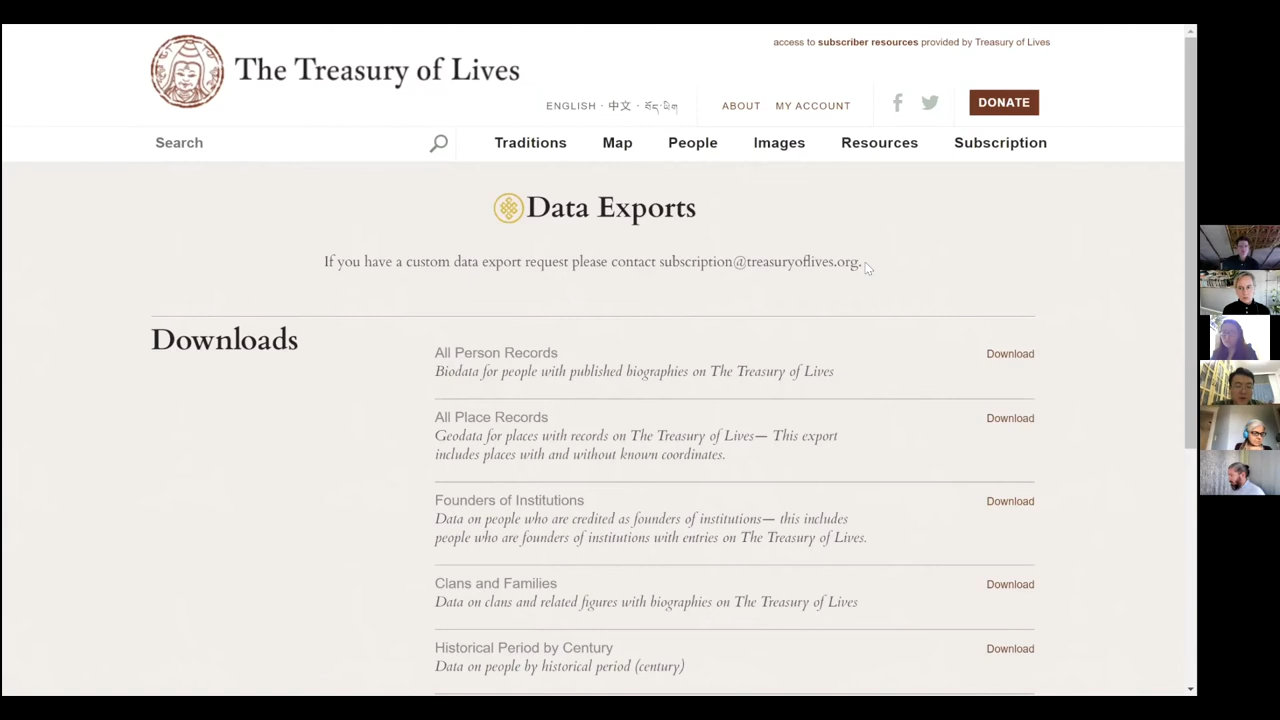 access to subscriber resources provided by Treasury of Lives
The Treasury of Lives
ENGLISH · 中文 · བོད་ཡིག
ABOUT
MY ACCOUNT
DONATE
Search
Traditions
Map
People
Images
Resources
Subscription
Data Exports
If you have a custom data export request please contact subscription@treasuryoflives.org.
Downloads
All Person Records
Download
Biodata for people with published biographies on The Treasury of Lives
All Place Records
Download
Geodata for places with records on The Treasury of Lives— This export
includes places with and without known coordinates.
Founders of Institutions
Download
Data on people who are credited as founders of institutions— this includes
people who are founders of institutions with entries on The Treasury of Lives.
Clans and Families
Download
Data on clans and related figures with biographies on The Treasury of Lives
Historical Period by Century
Download
Data on people by historical period (century)